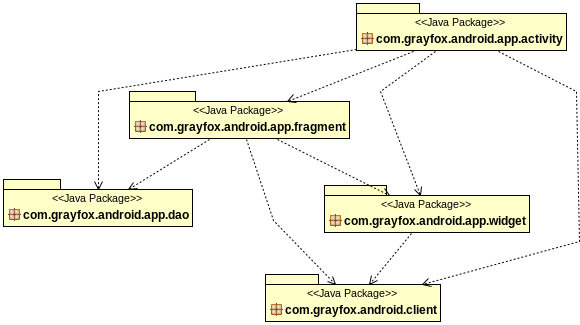 <<Java Package>>
com.grayfox.android.app.activity
<<Java Package>>
com.grayfox.android.app.fragment
<<Java Package>>
com.grayfox.android.app.dao
<<Java Package>>
com.grayfox.android.app.widget
<<Java Package>>
com.grayfox.android.client